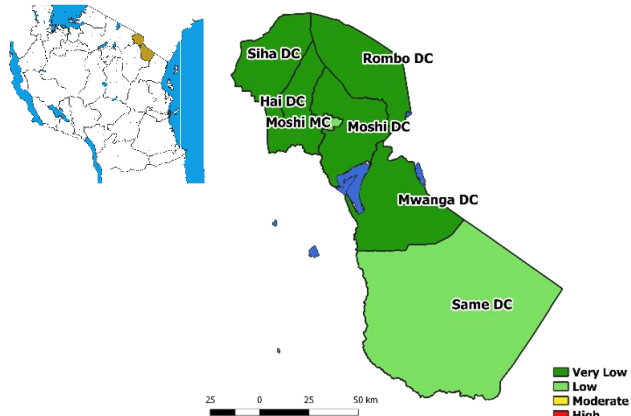 Siha DC
Rombo DC
Hai DC
Moshi MC
Moshi DC
Mwanga DC
Same DC
Very Low
Low
Moderate
High
25 0 25 50 km